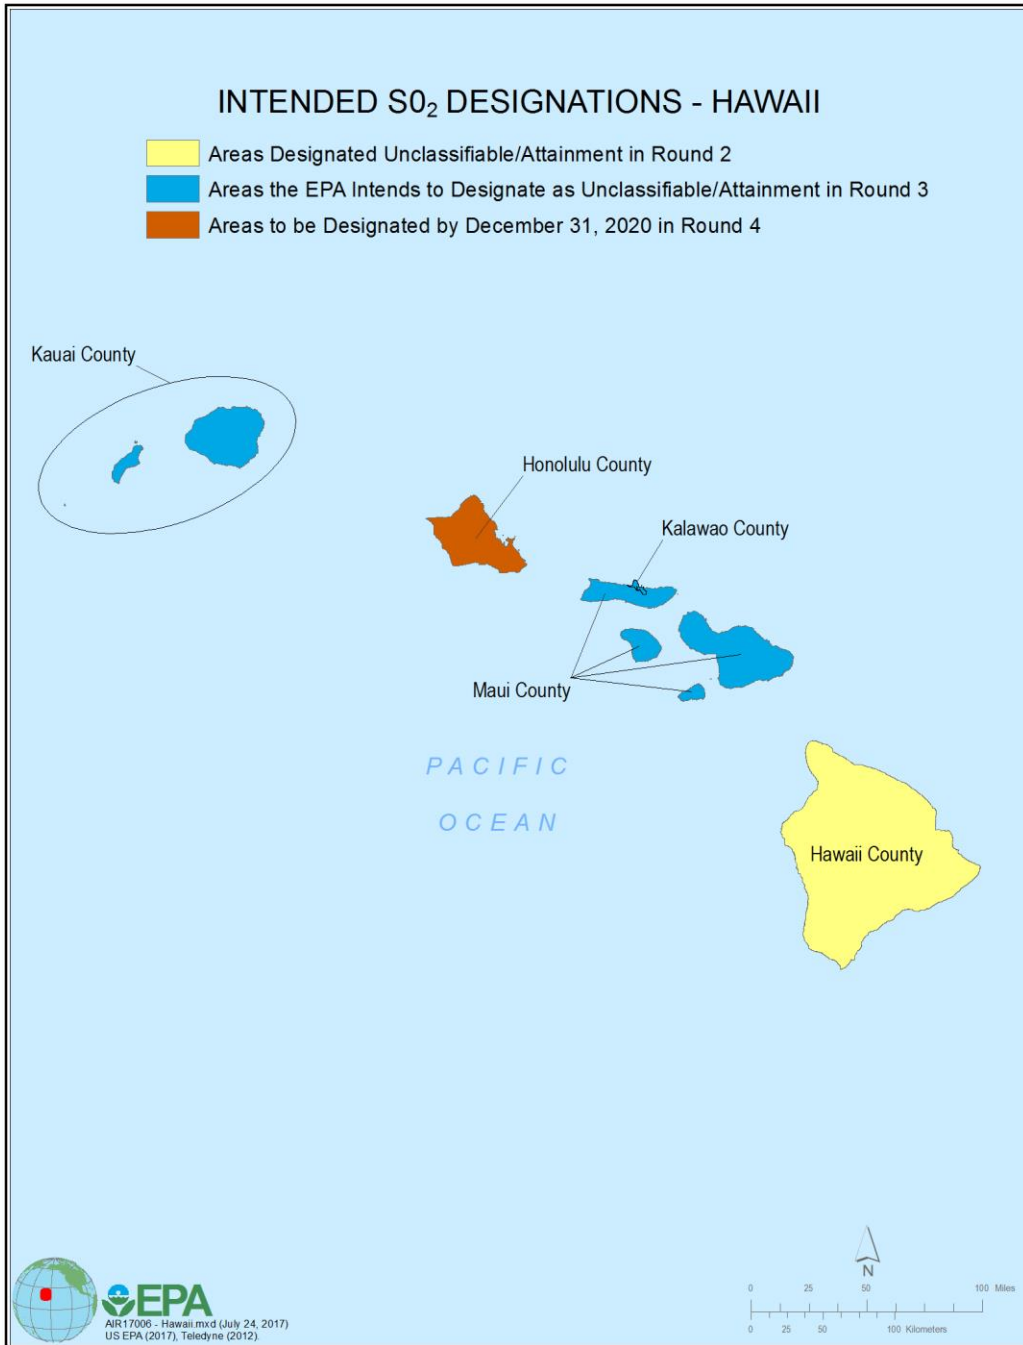 INTENDED S0₂ DESIGNATIONS - HAWAII
Areas Designated Unclassifiable/Attainment in Round 2
Areas the EPA Intends to Designate as Unclassifiable/Attainment in Round 3
Areas to be Designated by December 31, 2020 in Round 4
Kauai County
Honolulu County
Kalawao County
Maui County
PACIFIC
OCEAN
Hawaii County
N
0 25 50 100 Miles
0 25 50 100 Kilometers
EPA
AIR17006 - Hawaii.mxd (July 24, 2017)
US EPA (2017), Teledyne (2012).